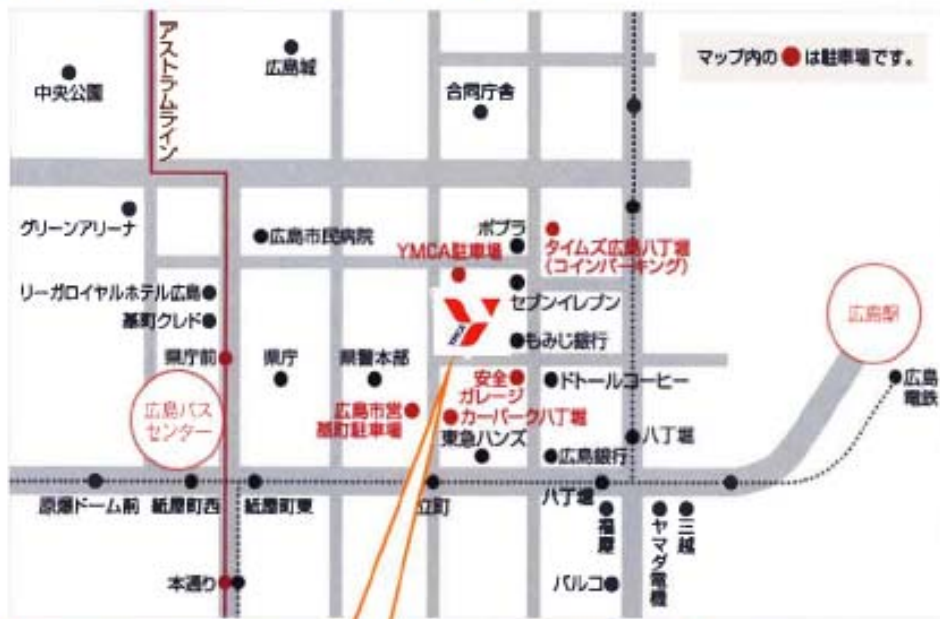 アストラムライン
広島城
マップ内の●は駐車場です。
中央公園
合同庁舎
グリーンアリーナ
広島市民病院
ポプラ
YMCA駐車場
タイムズ広島八丁堀
(コインパーキング)
リーガロイヤルホテル広島
セブンイレブン
基町クレド
YMCA
もみじ銀行
広島駅
県庁前
県庁
県警本部
安全
ガレージ
ドトールコーヒー
広島
電鉄
広島バス
センター
広島市営
基町駐車場
カーパーク八丁堀
東急ハンズ
広島銀行
八丁堀
原爆ドーム前
紙屋町西
紙屋町東
立町
八丁堀
福屋
ヤマダ電機
三越
本通り
パルコ